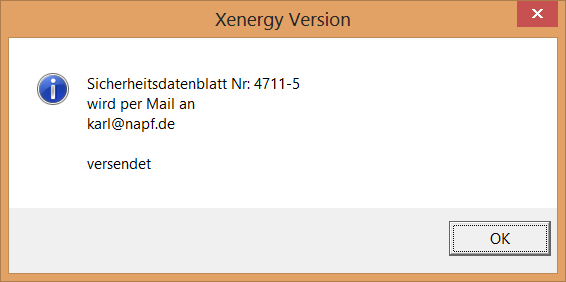 Xenergy Version
Sicherheitsdatenblatt Nr: 4711-5
wird per Mail an
karl@napf.de
versendet
OK